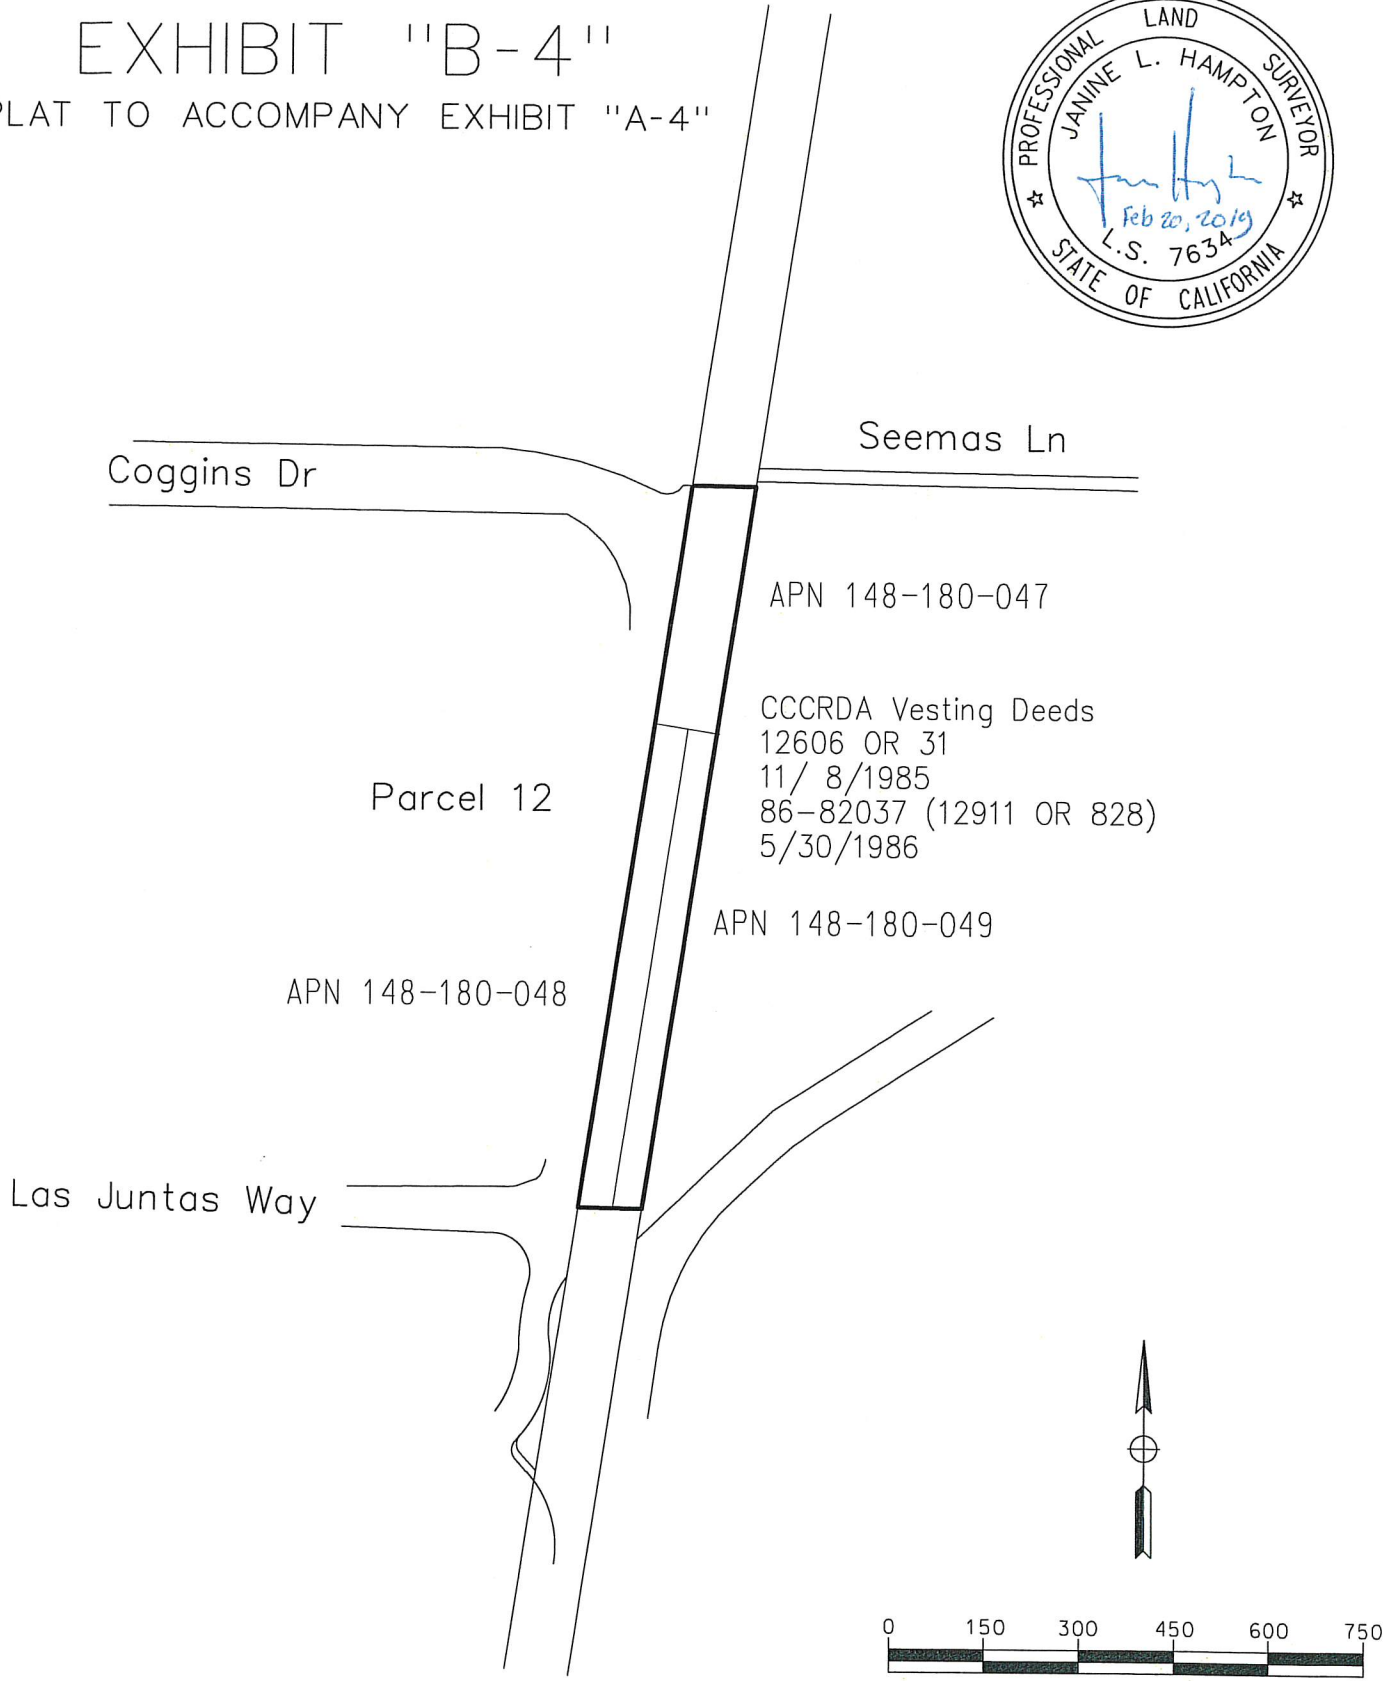 EXHIBIT "B-4"
PLAT TO ACCOMPANY EXHIBIT "A-4"
PROFESSIONAL LAND SURVEYOR
JANINE L. HAMPTON
Feb 20, 2019
L.S. 7634
STATE OF CALIFORNIA
Seemas Ln
Coggins Dr
APN 148-180-047
CCCRDA Vesting Deeds
12606 OR 31
11/ 8/1985
86-82037 (12911 OR 828)
5/30/1986
Parcel 12
APN 148-180-049
APN 148-180-048
Las Juntas Way
0 150 300 450 600 750